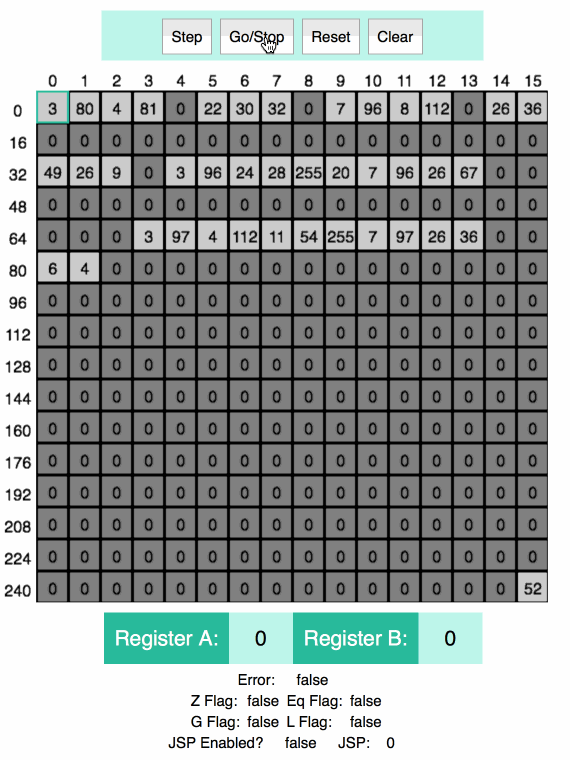 Step Go/Stop Reset Clear
0 1 2 3 4 5 6 7 8 9 10 11 12 13 14 15
0 3 80 4 81 0 22 30 32 0 7 96 8 112 0 26 36
16 0 0 0 0 0 0 0 0 0 0 0 0 0 0 0 0
32 49 26 9 0 3 96 24 28 255 20 7 96 26 67 0 0
48 0 0 0 0 0 0 0 0 0 0 0 0 0 0 0 0
64 0 0 0 3 97 4 112 11 54 255 7 97 26 36 0 0
80 6 4 0 0 0 0 0 0 0 0 0 0 0 0 0 0
96 0 0 0 0 0 0 0 0 0 0 0 0 0 0 0 0
112 0 0 0 0 0 0 0 0 0 0 0 0 0 0 0 0
128 0 0 0 0 0 0 0 0 0 0 0 0 0 0 0 0
144 0 0 0 0 0 0 0 0 0 0 0 0 0 0 0 0
160 0 0 0 0 0 0 0 0 0 0 0 0 0 0 0 0
176 0 0 0 0 0 0 0 0 0 0 0 0 0 0 0 0
192 0 0 0 0 0 0 0 0 0 0 0 0 0 0 0 0
208 0 0 0 0 0 0 0 0 0 0 0 0 0 0 0 0
224 0 0 0 0 0 0 0 0 0 0 0 0 0 0 0 0
240 0 0 0 0 0 0 0 0 0 0 0 0 0 0 0 52
Register A: 0 Register B: 0
Error: false
Z Flag: false Eq Flag: false
G Flag: false L Flag: false
JSP Enabled? false JSP: 0